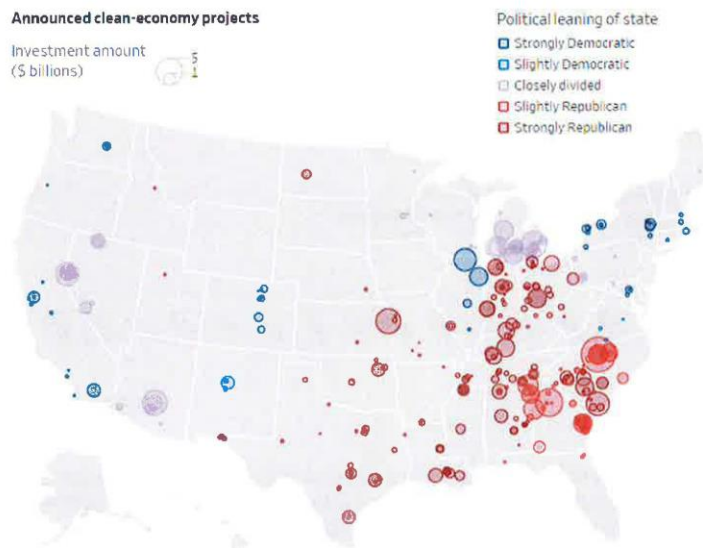 Announced clean-economy projects
Investment amount
($ billions)
5
1
Political leaning of state
Strongly Democratic
Slightly Democratic
Closely divided
Slightly Republican
Strongly Republican